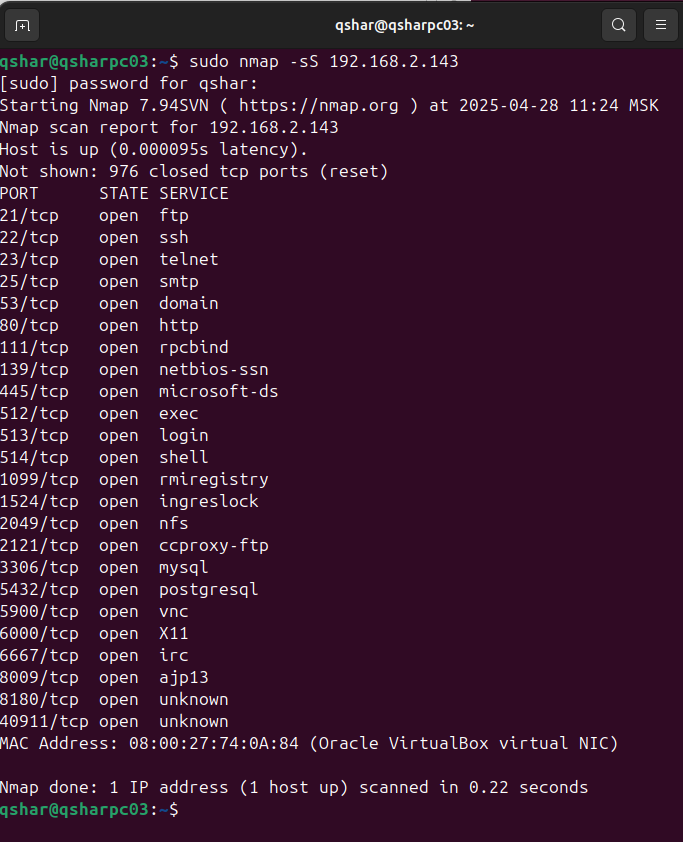 qshar@qsharpc03: ~
qshar@qsharpc03:~$ sudo nmap -sS 192.168.2.143
[sudo] password for qshar:
Starting Nmap 7.94SVN ( https://nmap.org ) at 2025-04-28 11:24 MSK
Nmap scan report for 192.168.2.143
Host is up (0.000095s latency).
Not shown: 976 closed tcp ports (reset)
PORT      STATE SERVICE
21/tcp    open  ftp
22/tcp    open  ssh
23/tcp    open  telnet
25/tcp    open  smtp
53/tcp    open  domain
80/tcp    open  http
111/tcp   open  rpcbind
139/tcp   open  netbios-ssn
445/tcp   open  microsoft-ds
512/tcp   open  exec
513/tcp   open  login
514/tcp   open  shell
1099/tcp  open  rmiregistry
1524/tcp  open  ingreslock
2049/tcp  open  nfs
2121/tcp  open  ccproxy-ftp
3306/tcp  open  mysql
5432/tcp  open  postgresql
5900/tcp  open  vnc
6000/tcp  open  X11
6667/tcp  open  irc
8009/tcp  open  ajp13
8180/tcp  open  unknown
40911/tcp open  unknown
MAC Address: 08:00:27:74:0A:84 (Oracle VirtualBox virtual NIC)
Nmap done: 1 IP address (1 host up) scanned in 0.22 seconds
qshar@qsharpc03:~$